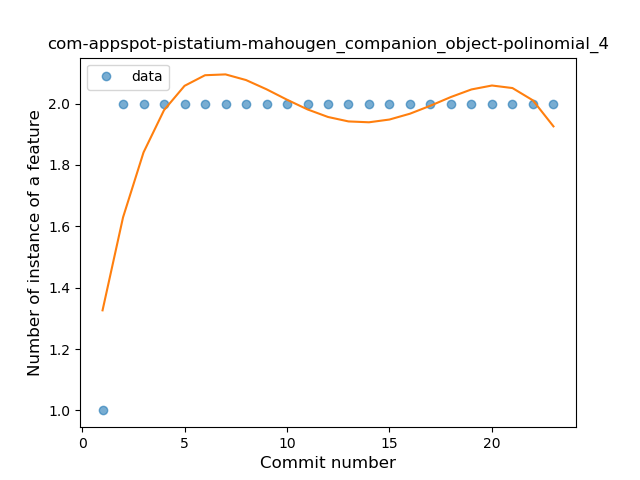 com-appspot-pistatium-mahougen_companion_object-polinomial_4
data
2.0
1.8
1.6
1.4
1.2
1.0
Number of instance of a feature
0 5 10 15 20
Commit number